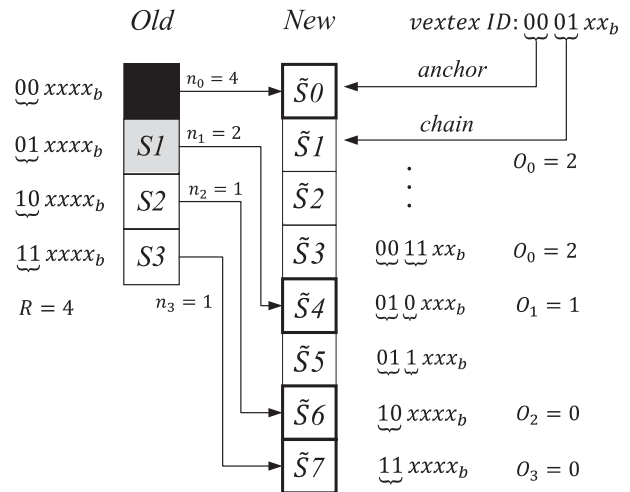 Old New vextex ID: 00 01 xx_b
00 xxxx_b n_0 = 4 S̃0 anchor
01 xxxx_b S1 n_1 = 2 S̃1 chain O_0 = 2
10 xxxx_b S2 n_2 = 1 S̃2
11 xxxx_b S3 S̃3 00 11 xx_b O_0 = 2
R = 4 n_3 = 1 S̃4 01 0 xxx_b O_1 = 1
S̃5 01 1 xxx_b
S̃6 10 xxxx_b O_2 = 0
S̃7 11 xxxx_b O_3 = 0